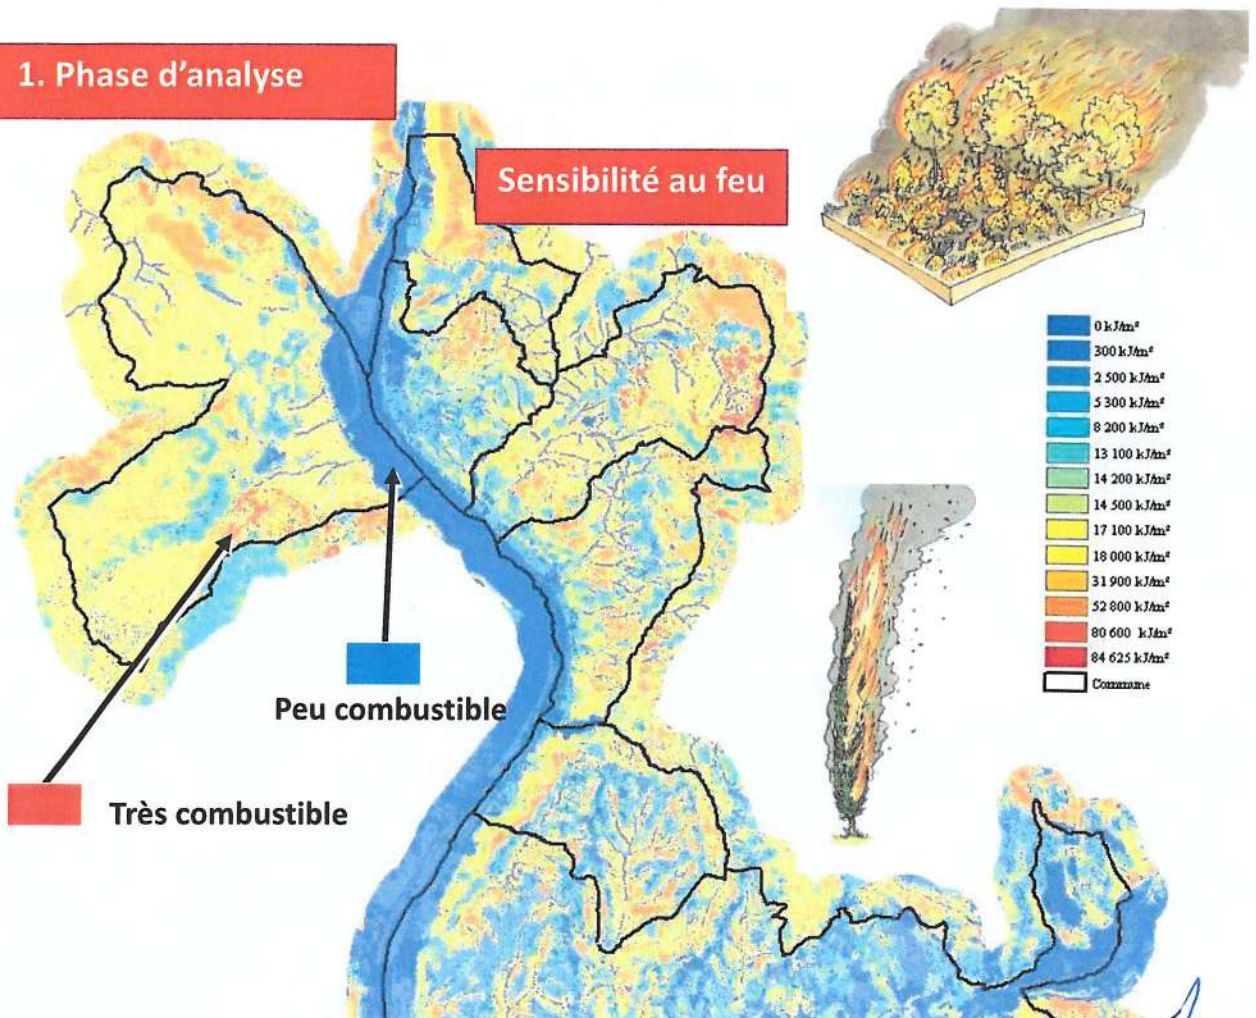 1. Phase d'analyse
Sensibilité au feu
0 kJ/m²
300 kJ/m²
2 500 kJ/m²
5 300 kJ/m²
8 200 kJ/m²
13 100 kJ/m²
14 200 kJ/m²
14 500 kJ/m²
17 100 kJ/m²
18 000 kJ/m²
31 900 kJ/m²
52 800 kJ/m²
80 600 kJ/m²
84 625 kJ/m²
Commune
Peu combustible
Très combustible